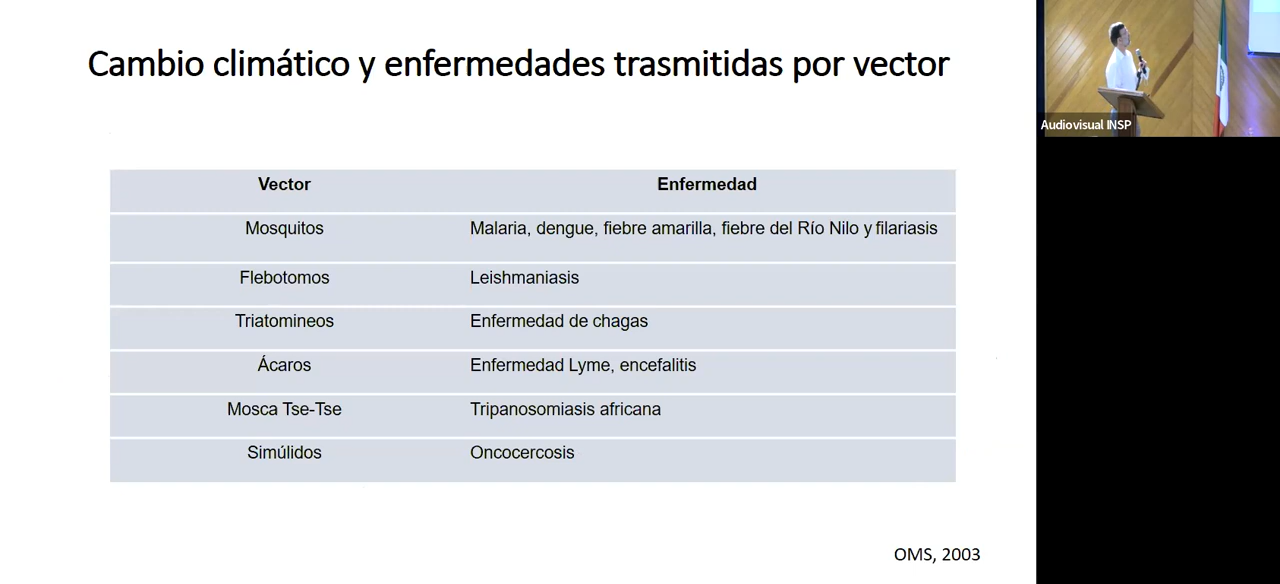 Cambio climático y enfermedades trasmitidas por vector
Audiovisual INSP
Vector Enfermedad
Mosquitos Malaria, dengue, fiebre amarilla, fiebre del Río Nilo y filariasis
Flebotomos Leishmaniasis
Triatomineos Enfermedad de chagas
Ácaros Enfermedad Lyme, encefalitis
Mosca Tse-Tse Tripanosomiasis africana
Simúlidos Oncocercosis
OMS, 2003